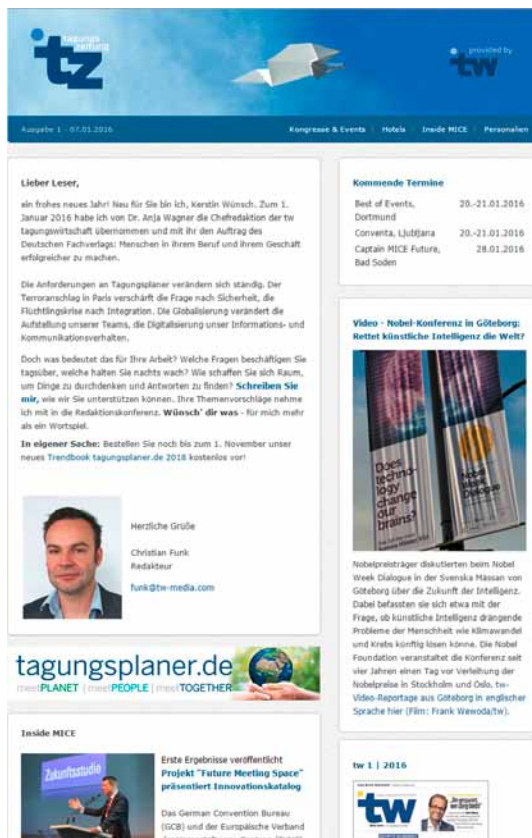 tagungs
zeitung
tz
provided by
tw
Ausgabe 1 - 07.01.2016
Kongresse & Events | Hotels | Inside MICE | Personalien
Lieber Leser,
ein frohes neues Jahr! Neu für Sie bin ich, Kerstin Wünsch. Zum 1.
Januar 2016 habe ich von Dr. Anja Wagner die Chefredaktion der tw
tagungswirtschaft übernommen und mit ihr den Auftrag des
Deutschen Fachverlags: Menschen in ihrem Beruf und ihrem Geschäft
erfolgreicher zu machen.
Die Anforderungen an Tagungsplaner verändern sich ständig. Der
Terroranschlag in Paris verschärft die Frage nach Sicherheit, die
Flüchtlingskrise nach Integration. Die Globalisierung verändert die
Aufstellung unserer Teams, die Digitalisierung unser Informations- und
Kommunikationsverhalten.
Doch was bedeutet das für Ihre Arbeit? Welche Fragen beschäftigen Sie
tagsüber, welche halten Sie nachts wach? Wie schaffen Sie sich Raum,
um Dinge zu durchdenken und Antworten zu finden? Schreiben Sie
mir, wie wir Sie unterstützen können. Ihre Themenvorschläge nehme
ich mit in die Redaktionskonferenz. Wünsch' dir was - für mich mehr
als ein Wortspiel.
In eigener Sache: Bestellen Sie noch bis zum 1. November unser
neues Trendbook tagungsplaner.de 2016 kostenlos vor!
Herzliche Grüße
Christian Funk
Redakteur
funk@tw-media.com
tagungsplaner.de
meetPLANET | meetPEOPLE | meetTOGETHER
Inside MICE
Zukunftsstudie
Erste Ergebnisse veröffentlicht
Projekt "Future Meeting Space"
präsentiert Innovationskatalog
Das German Convention Bureau
(GCB) und der Europäische Verband
Kommende Termine
Best of Events, 20.-21.01.2016
Dortmund
Conventa, Ljubljana 20.-21.01.2016
Captain MICE Future, 28.01.2016
Bad Soden
Video - Nobel-Konferenz in Göteborg:
Rettet künstliche Intelligenz die Welt?
Does
techno-
logy
change
our
brains?
Nobel
Week
Dialogue
Nobelpreisträger diskutierten beim Nobel
Week Dialogue in der Svenska Mässan von
Göteborg über die Zukunft der Intelligenz.
Dabei befassten sie sich etwa mit der
Frage, ob künstliche Intelligenz drängende
Probleme der Menschheit wie Klimawandel
und Krebs künftig lösen könne. Die Nobel
Foundation veranstaltet die Konferenz seit
vier Jahren einen Tag vor Verleihung der
Nobelpreise in Stockholm und Oslo. tw-
Video-Reportage aus Göteborg in englischer
Sprache hier (Film: Frank Wewoda/tw).
tw 1 | 2016
tw